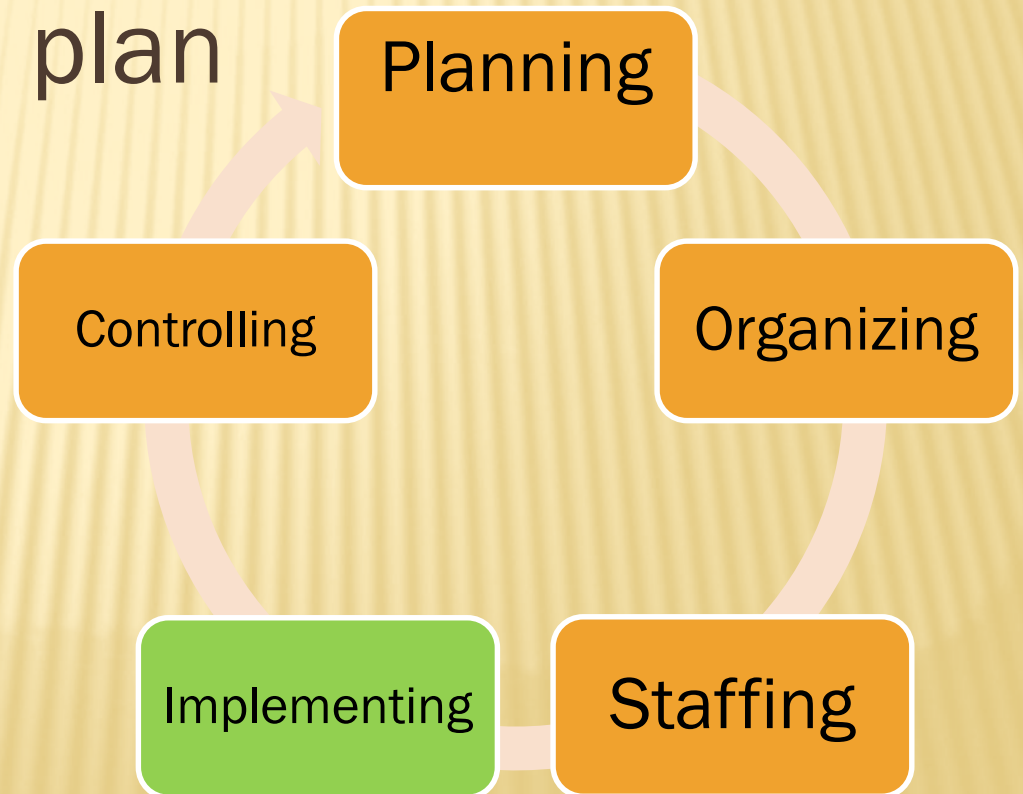 plan
Planning
Organizing
Staffing
Implementing
Controlling